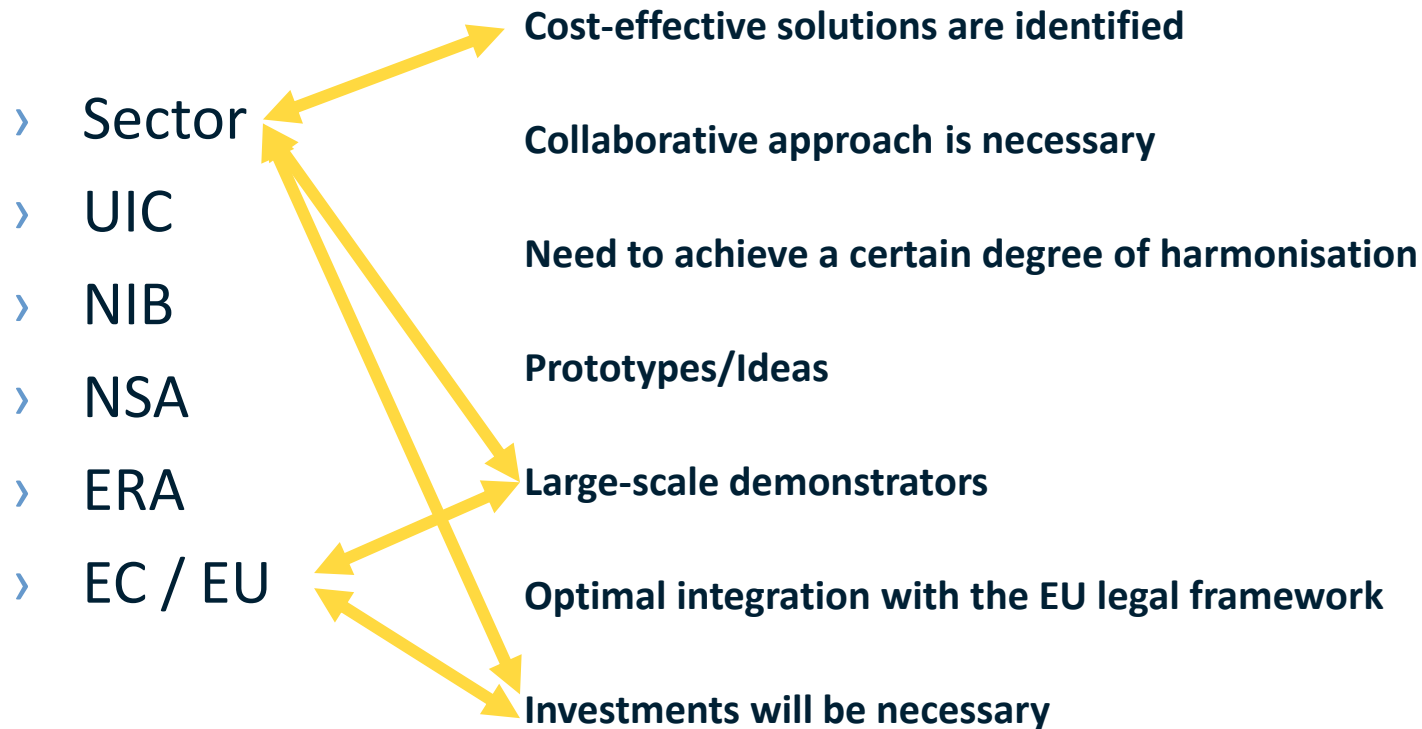 › Sector
› UIC
› NIB
› NSA
› ERA
› EC / EU
Cost-effective solutions are identified
Collaborative approach is necessary
Need to achieve a certain degree of harmonisation
Prototypes/Ideas
Large-scale demonstrators
Optimal integration with the EU legal framework
Investments will be necessary